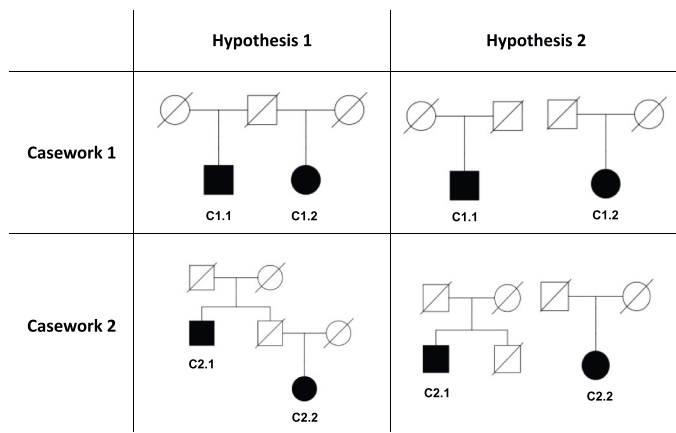 Hypothesis 1
Hypothesis 2
Casework 1
C1.1
C1.2
C1.1
C1.2
Casework 2
C2.1
C2.2
C2.1
C2.2